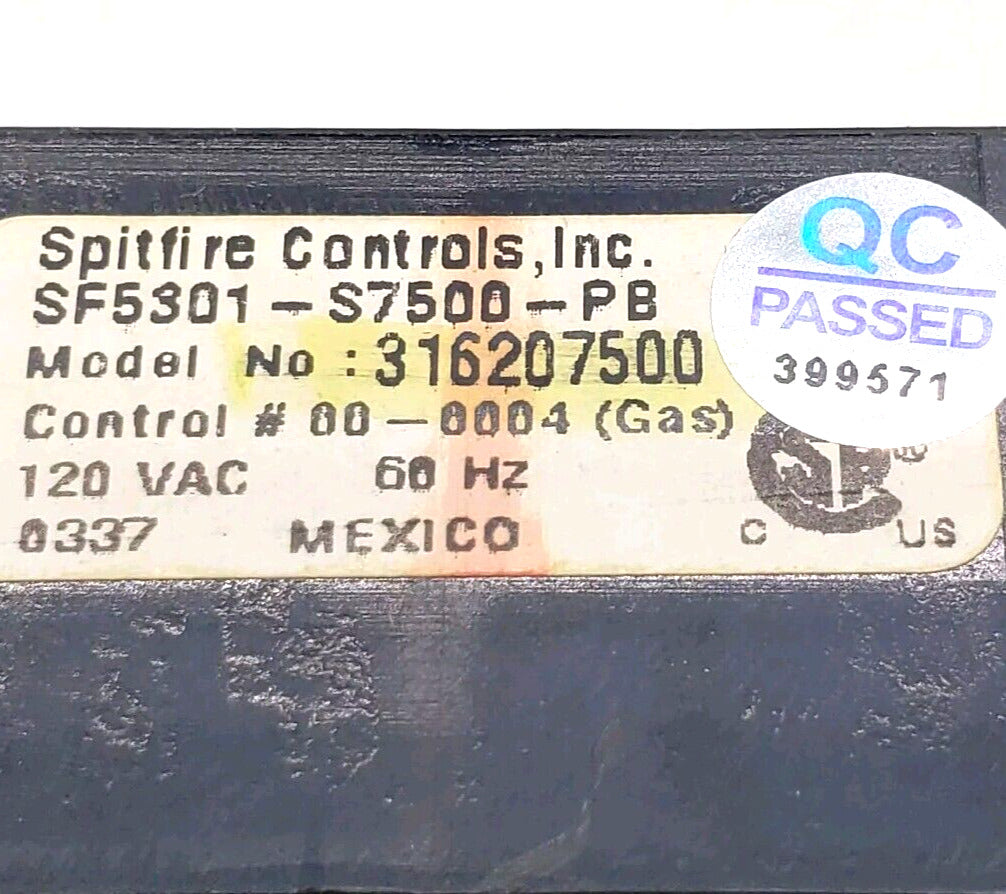 Spitfire Controls, Inc.
SF5301-S7500-PB
Model No :316207500
Control # 00-0004 (Gas)
120 VAC 60 Hz
0337 MEXICO
C US
QC
PASSED
399571